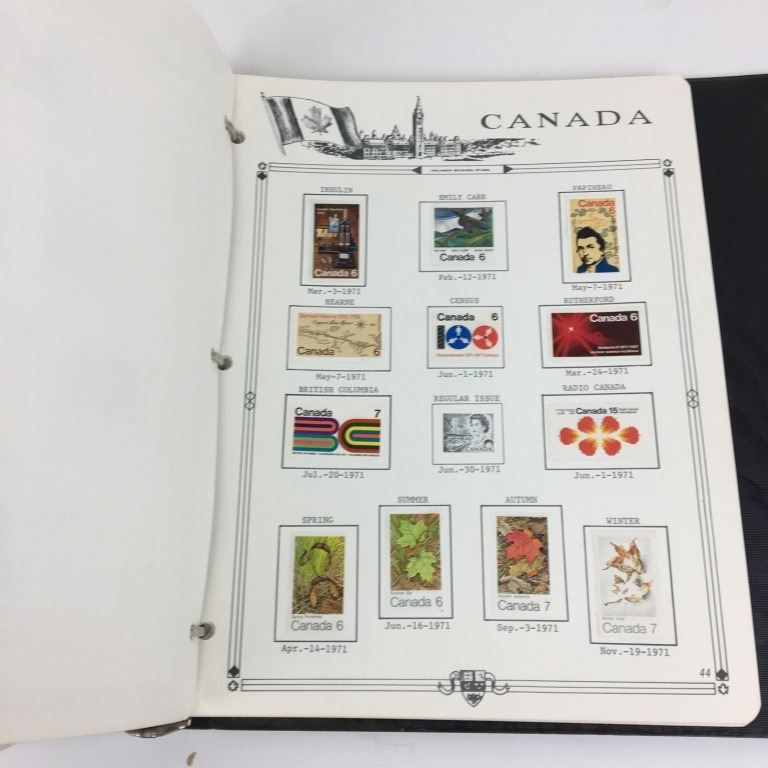 CANADA
INSULIN
Canada 6
Mar.-3-1971
EMILY CARR
Canada 6
Feb.-12-1971
PAPINEAU
Canada
6
May-7-1971
HEARNE
Canada 6
May-7-1971
CENSUS
Canada 6
Jun.-1-1971
RUTHERFORD
Canada 6
Mar.-24-1971
BRITISH COLUMBIA
Canada 7
Jul.-20-1971
REGULAR ISSUE
CANADA
Jun.-30-1971
RADIO CANADA
Canada 15
Jun.-1-1971
SPRING
Canada 6
Apr.-14-1971
SUMMER
Canada 6
Jun.-16-1971
AUTUMN
Canada 7
Sep.-3-1971
WINTER
Canada 7
Nov.-19-1971
44